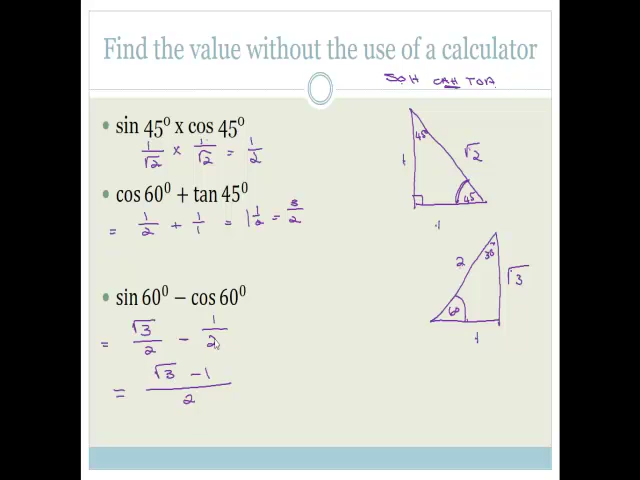 Find the value without the use of a calculator
SOH CAH TOA
sin 45⁰ x cos 45⁰
1/√2 × 1/√2 = 1/2
cos 60⁰ + tan 45⁰
= 1/2 + 1/1 = 1 1/2 = 3/2
sin 60⁰ − cos 60⁰
= √3/2 − 1/2
= √3 − 1 / 2
45
1
√2
45
1
30
2
√3
60
1